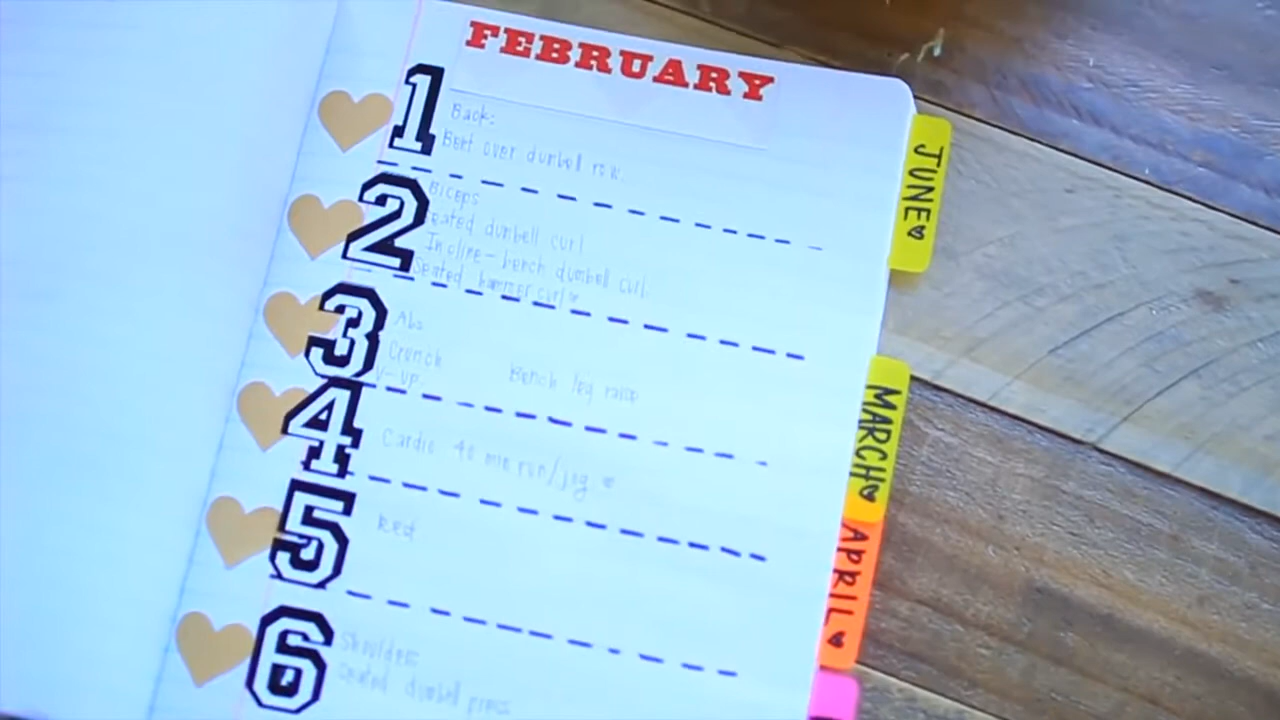 FEBRUARY
1
Back:
Bent over dumbell row
2
Biceps
Seated dumbell curl
Incline-bench dumbell curl
Seated hammer curl
3
Abs
Crunch
V-up
Bench leg raise
4
Cardio 40 min run/jog
5
6
Shoulders
Seated dumbell press
JUNE
MARCH
APRIL